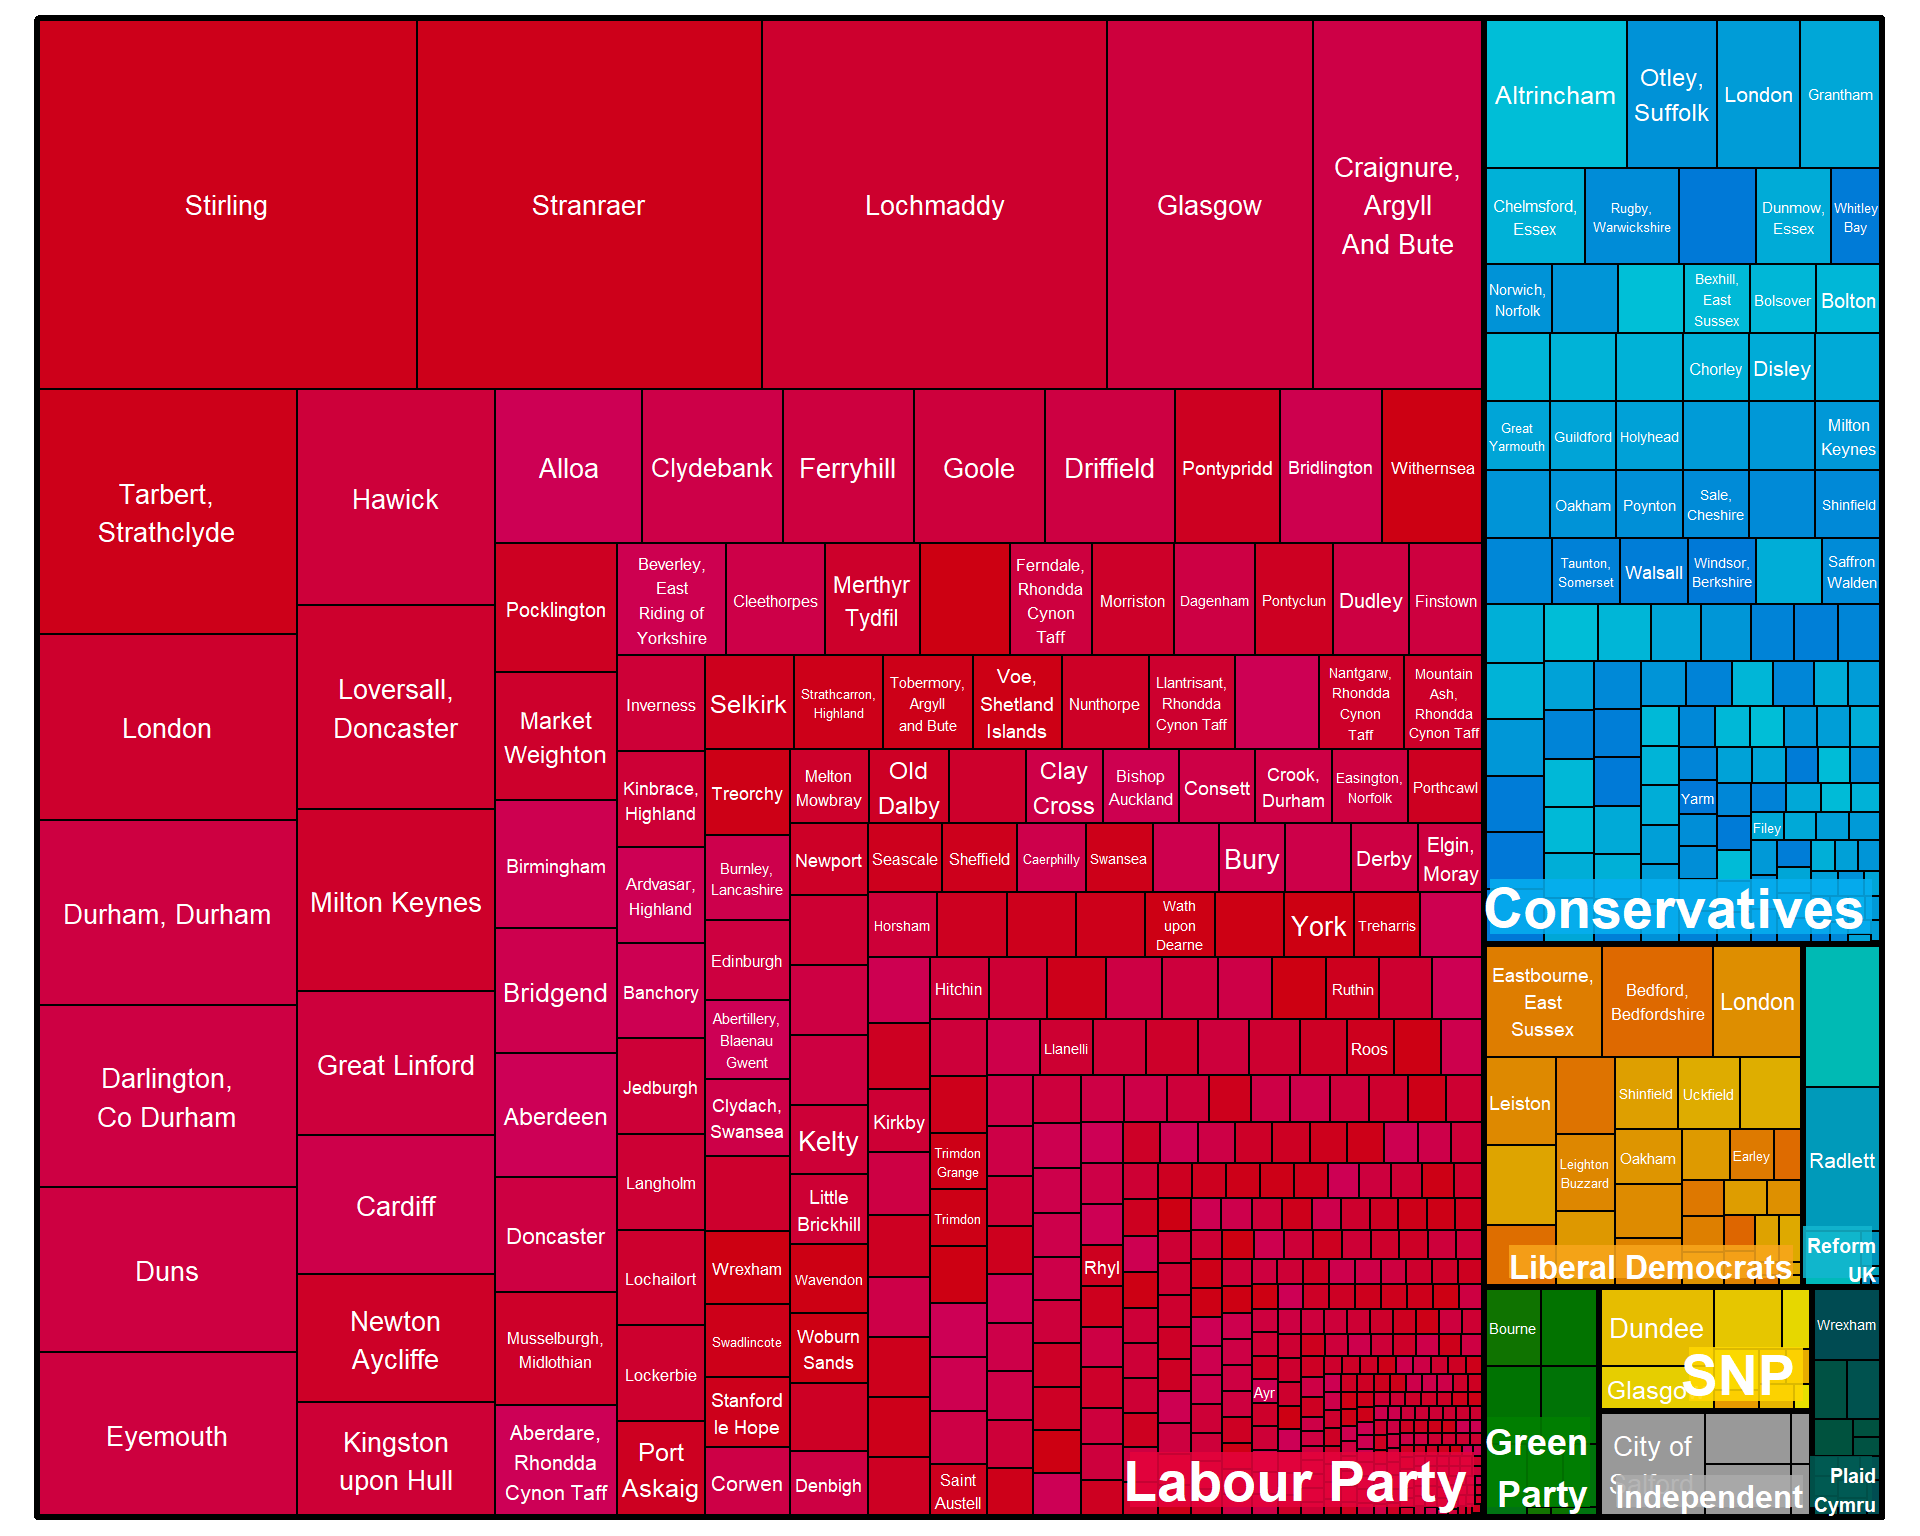 Stirling
Stranraer
Lochmaddy
Glasgow
Craignure,
Argyll
And Bute
Tarbert,
Strathclyde
London
Durham, Durham
Darlington,
Co Durham
Duns
Eyemouth
Hawick
Loversall,
Doncaster
Milton Keynes
Great Linford
Cardiff
Newton
Aycliffe
Kingston
upon Hull
Alloa
Clydebank
Ferryhill
Goole
Driffield
Pontypridd
Bridlington
Withernsea
Pocklington
Market
Weighton
Birmingham
Bridgend
Aberdeen
Doncaster
Musselburgh,
Midlothian
Aberdare,
Rhondda
Cynon Taff
Beverley,
East
Riding of
Yorkshire
Cleethorpes
Merthyr
Tydfil
Ferndale,
Rhondda
Cynon
Taff
Morriston
Dagenham
Pontyclun
Dudley
Finstown
Inverness
Kinbrace,
Highland
Ardvasar,
Highland
Banchory
Jedburgh
Langholm
Lochailort
Lockerbie
Port
Askaig
Selkirk
Strathcarron,
Highland
Tobermory,
Argyll
and Bute
Voe,
Shetland
Islands
Nunthorpe
Llantrisant,
Rhondda
Cynon Taff
Nantgarw,
Rhondda
Cynon
Taff
Mountain
Ash,
Rhondda
Cynon Taff
Treorchy
Burnley,
Lancashire
Edinburgh
Abertillery,
Blaenau
Gwent
Clydach,
Swansea
Wrexham
Swadlincote
Stanford
le Hope
Corwen
Melton
Mowbray
Old
Dalby
Clay
Cross
Bishop
Auckland
Consett
Crook,
Durham
Easington,
Norfolk
Porthcawl
Newport
Kelty
Little
Brickhill
Wavendon
Woburn
Sands
Denbigh
Seascale
Sheffield
Caerphilly
Swansea
Bury
Derby
Elgin,
Moray
Horsham
Wath
upon
Dearne
York
Treharris
Kirkby
Hitchin
Ruthin
Llanelli
Roos
Trimdon
Grange
Trimdon
Saint
Austell
Rhyl
Ayr
Labour Party
Altrincham
Otley,
Suffolk
London
Grantham
Chelmsford,
Essex
Rugby,
Warwickshire
Dunmow,
Essex
Whitley
Bay
Norwich,
Norfolk
Bexhill,
East
Sussex
Bolsover
Bolton
Chorley
Disley
Great
Yarmouth
Guildford
Holyhead
Milton
Keynes
Oakham
Poynton
Sale,
Cheshire
Shinfield
Taunton,
Somerset
Walsall
Windsor,
Berkshire
Saffron
Walden
Yarm
Filey
Conservatives
Eastbourne,
East
Sussex
Bedford,
Bedfordshire
London
Leiston
Shinfield
Uckfield
Leighton
Buzzard
Oakham
Earley
Liberal Democrats
Radlett
Reform
UK
Bourne
Green
Party
Dundee
Glasgo
SNP
City of
Salford
Independent
Wrexham
Plaid
Cymru